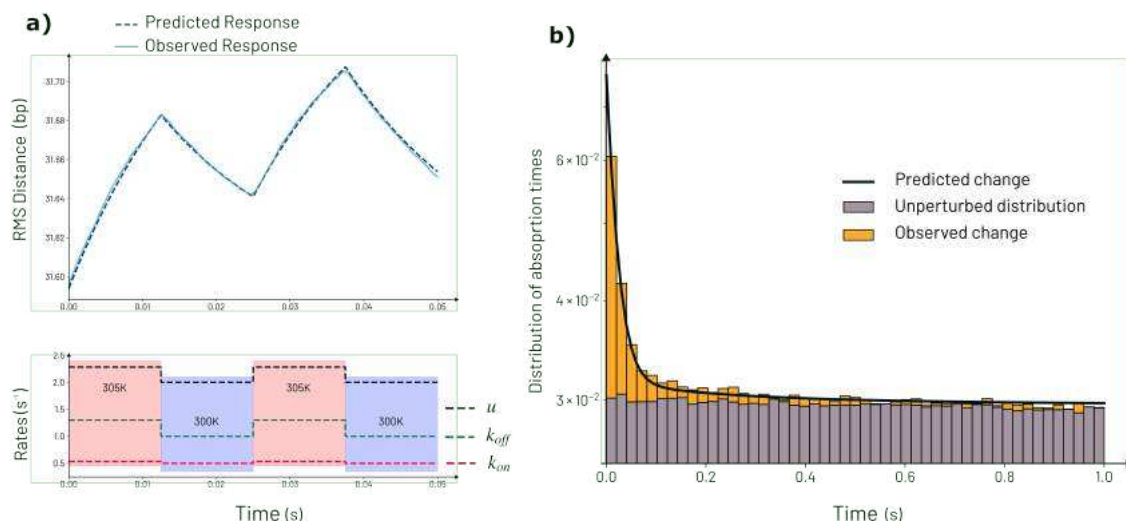 a)
Predicted Response
Observed Response
RMS Distance (bp)
31.70
31.68
31.66
31.64
31.62
31.60
0.00 0.01 0.02 0.03 0.04 0.05
Rates(s⁻¹)
2.5
2.0
1.5
1.0
0.5
305K
300K
305K
300K
u
k_off
k_on
0.00 0.01 0.02 0.03 0.04 0.05
Time (s)
b)
Distribution of absoprtion times
6 × 10⁻²
4 × 10⁻²
3 × 10⁻²
Predicted change
Unperturbed distribution
Observed change
0.0 0.2 0.4 0.6 0.8 1.0
Time (s)